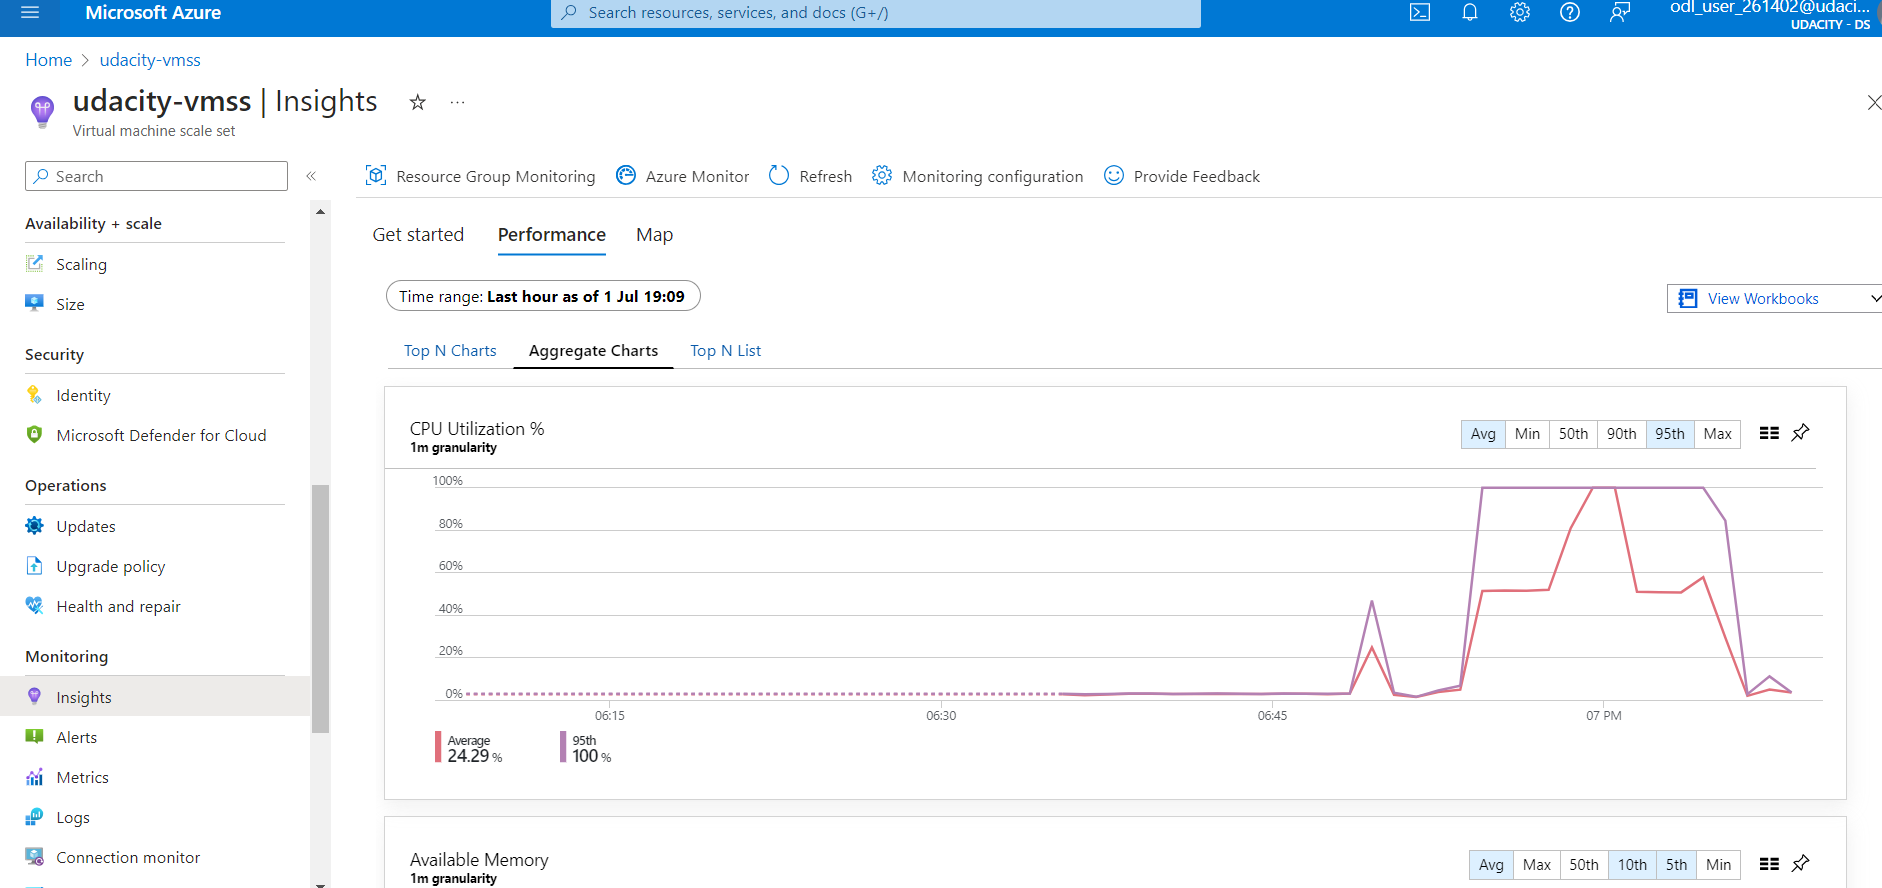 Microsoft Azure
Search resources, services, and docs (G+/)
odl_user_261402@udaci...
UDACITY - DS
Home > udacity-vmss
udacity-vmss | Insights
Virtual machine scale set
Search
Resource Group Monitoring Azure Monitor Refresh Monitoring configuration Provide Feedback
Availability + scale
Scaling
Size
Security
Identity
Microsoft Defender for Cloud
Operations
Updates
Upgrade policy
Health and repair
Monitoring
Insights
Alerts
Metrics
Logs
Connection monitor
Get started Performance Map
Time range: Last hour as of 1 Jul 19:09
View Workbooks
Top N Charts Aggregate Charts Top N List
CPU Utilization %
1m granularity
Avg Min 50th 90th 95th Max
100%
80%
60%
40%
20%
0%
06:15 06:30 06:45 07 PM
Average 95th
24.29 % 100 %
Available Memory
1m granularity
Avg Max 50th 10th 5th Min